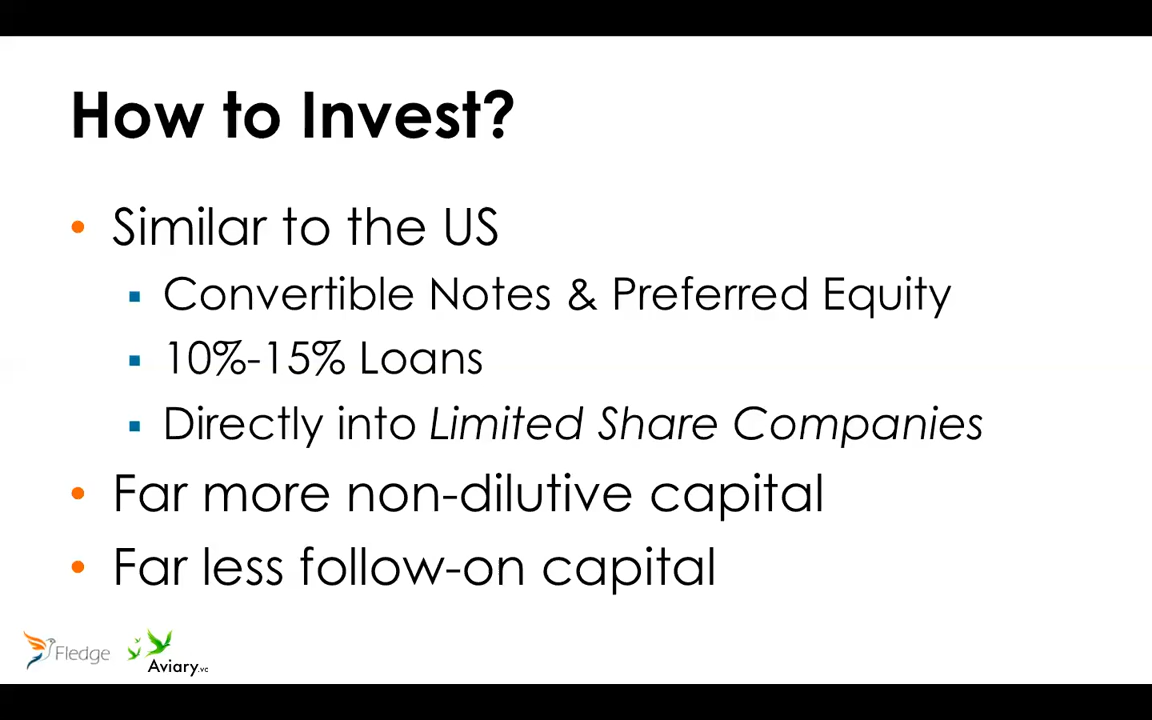 How to Invest?
• Similar to the US
▪ Convertible Notes & Preferred Equity
▪ 10%-15% Loans
▪ Directly into Limited Share Companies
• Far more non-dilutive capital
• Far less follow-on capital
Fledge
Aviary.vc